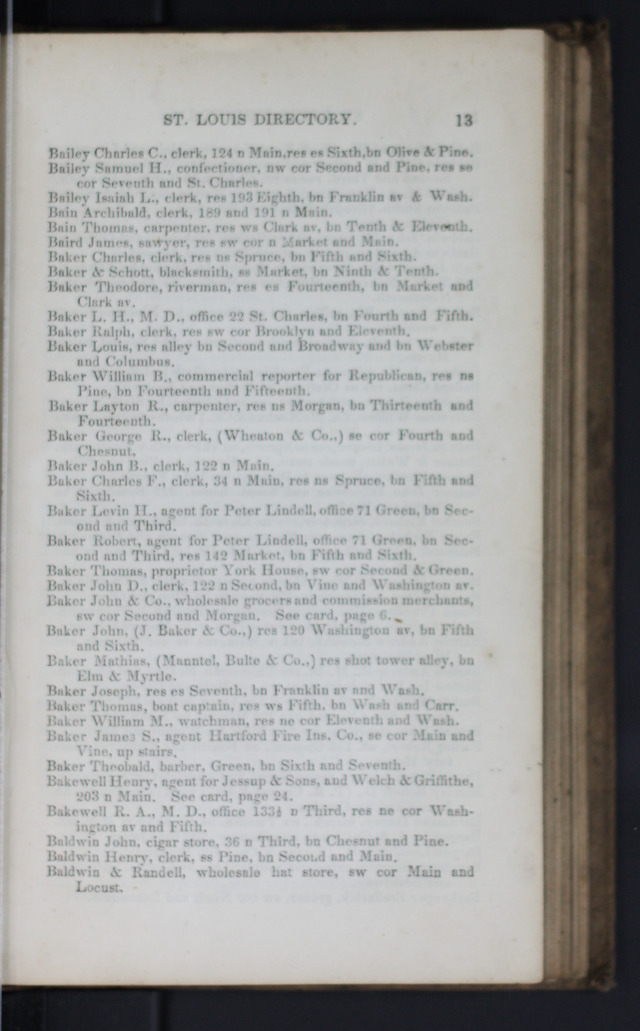 ST. LOUIS DIRECTORY. 13
Bailey Charles C., clerk, 124 n Main,res es Sixth,bn Olive & Pine.
Bailey Samuel H., confectioner, nw cor Second and Pine, res se
cor Seventh and St. Charles.
Bailey Isaiah L., clerk, res 193 Eighth, bn Franklin av & Wash.
Bain Archibald, clerk, 189 and 191 n Main.
Bain Thomas, carpenter, res ws Clark av, bn Tenth & Eleventh.
Baird James, sawyer, res sw cor n Market and Main.
Baker Charles, clerk, res ns Spruce, bn Fifth and Sixth.
Baker & Schott, blacksmith, ss Market, bn Ninth & Tenth.
Baker Theodore, riverman, res es Fourteenth, bn Market and
Clark av.
Baker L. H., M. D., office 22 St. Charles, bn Fourth and Fifth.
Baker Ralph, clerk, res sw cor Brooklyn and Eleventh.
Baker Louis, res alley bn Second and Broadway and bn Webster
and Columbus.
Baker William B., commercial reporter for Republican, res ns
Pine, bn Fourteenth and Fifteenth.
Baker Layton R., carpenter, res ns Morgan, bn Thirteenth and
Fourteenth.
Baker George R., clerk, (Wheaton & Co.,) se cor Fourth and
Chesnut.
Baker John B., clerk, 122 n Main.
Baker Charles F., clerk, 34 n Main, res ns Spruce, bn Fifth and
Sixth.
Baker Levin H., agent for Peter Lindell, office 71 Green, bn Sec-
ond and Third.
Baker Robert, agent for Peter Lindell, office 71 Green, bn Sec-
ond and Third, res 142 Market, bn Fifth and Sixth.
Baker Thomas, proprietor York House, sw cor Second & Green.
Baker John D., clerk, 122 n Second, bn Vine and Washington av.
Baker John & Co., wholesale grocers and commission merchants,
sw cor Second and Morgan. See card, page 6.
Baker John, (J. Baker & Co.,) res 120 Washington av, bn Fifth
and Sixth.
Baker Mathias, (Manntel, Bulte & Co.,) res shot tower alley, bn
Elm & Myrtle.
Baker Joseph, res es Seventh, bn Franklin av and Wash.
Baker Thomas, boat captain, res ws Fifth, bn Wash and Carr.
Baker William M., watchman, res ne cor Eleventh and Wash.
Baker James S., agent Hartford Fire Ins. Co., se cor Main and
Vine, up stairs.
Baker Theobald, barber, Green, bn Sixth and Seventh.
Bakewell Henry, agent for Jessup & Sons, and Welch & Griffithe,
203 n Main. See card, page 24.
Bakewell R. A., M. D., office 133½ n Third, res ne cor Wash-
ington av and Fifth.
Baldwin John, cigar store, 36 n Third, bn Chesnut and Pine.
Baldwin Henry, clerk, ss Pine, bn Second and Main.
Baldwin & Randell, wholesale hat store, sw cor Main and
Locust.